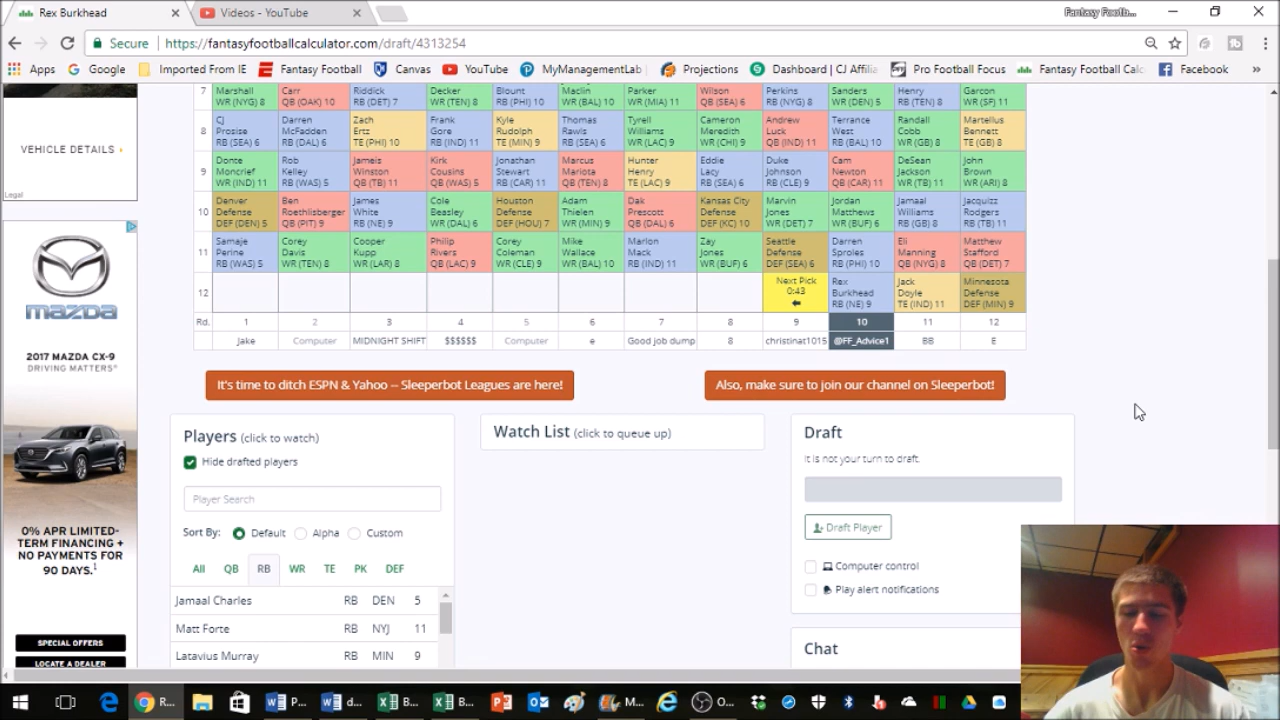 Rex Burkhead
Videos - YouTube
Fantasy Footb...
Secure
https://fantasyfootballcalculator.com/draft/4313254
Apps
Google
Imported From IE
Fantasy Football
Canvas
YouTube
MyManagementLab
Projections
Dashboard | CJ Affilia
Pro Football Focus
Fantasy Football Calc
Facebook
»
7
Marshall WR (NYG) 8
Carr QB (OAK) 10
Riddick RB (DET) 7
Decker WR (TEN) 8
Blount RB (PHI) 10
Maclin WR (BAL) 10
Parker WR (MIA) 11
Wilson QB (SEA) 6
Perkins RB (NYG) 8
Sanders WR (DEN) 5
Henry RB (TEN) 8
Garcon WR (SF) 11
8
CJ Prosise RB (SEA) 6
Darren McFadden RB (DAL) 6
Zach Ertz TE (PHI) 10
Frank Gore RB (IND) 11
Kyle Rudolph TE (MIN) 9
Thomas Rawls RB (SEA) 6
Tyrell Williams WR (LAC) 9
Cameron Meredith WR (CHI) 9
Andrew Luck QB (IND) 11
Terrance West RB (BAL) 10
Randall Cobb WR (GB) 8
Martellus Bennett TE (GB) 8
9
Donte Moncrief WR (IND) 11
Rob Kelley RB (WAS) 5
Jameis Winston QB (TB) 11
Kirk Cousins QB (WAS) 5
Jonathan Stewart RB (CAR) 11
Marcus Mariota QB (TEN) 8
Hunter Henry TE (LAC) 9
Eddie Lacy RB (SEA) 6
Duke Johnson RB (CLE) 9
Cam Newton QB (CAR) 11
DeSean Jackson WR (TB) 11
John Brown WR (ARI) 8
10
Denver Defense DEF (DEN) 5
Ben Roethlisberger QB (PIT) 9
James White RB (NE) 9
Cole Beasley WR (DAL) 6
Houston Defense DEF (HOU) 7
Adam Thielen WR (MIN) 9
Dak Prescott QB (DAL) 6
Kansas City Defense DEF (KC) 10
Marvin Jones WR (DET) 7
Jordan Matthews WR (BUF) 6
Jamaal Williams RB (GB) 8
Jacquizz Rodgers RB (TB) 11
11
Samaje Perine RB (WAS) 5
Corey Davis WR (TEN) 8
Cooper Kupp WR (LAR) 8
Philip Rivers QB (LAC) 9
Corey Coleman WR (CLE) 9
Mike Wallace WR (BAL) 10
Marlon Mack RB (IND) 11
Zay Jones WR (BUF) 6
Seattle Defense DEF (SEA) 6
Darren Sproles RB (PHI) 10
Eli Manning QB (NYG) 8
Matthew Stafford QB (DET) 7
12
Next Pick 0:43
Rex Burkhead RB (NE) 9
Jack Doyle TE (IND) 11
Minnesota Defense DEF (MIN) 9
Rd. 1 2 3 4 5 6 7 8 9 10 11 12
Jake Computer MIDNIGHT SHIFT $$$$$$ Computer e Good job dump 8 christinat1015 @FF_Advice1 BB E
It's time to ditch ESPN & Yahoo – Sleeperbot Leagues are here!
Also, make sure to join our channel on Sleeperbot!
Players (click to watch)
Hide drafted players
Player Search
Sort By: Default Alpha Custom
All QB RB WR TE PK DEF
Jamaal Charles RB DEN 5
Matt Forte RB NYJ 11
Latavius Murray RB MIN 9
Watch List (click to queue up)
Draft
It is not your turn to draft.
Draft Player
Computer control
Play alert notifications
Chat
VEHICLE DETAILS
Legal
mazda
2017 MAZDA CX-9
DRIVING MATTERS®
0% APR LIMITED-
TERM FINANCING +
NO PAYMENTS FOR
90 DAYS.¹
SPECIAL OFFERS
LOCATE A DEALER
R...
P...
d...
B...
B...
M...
O...